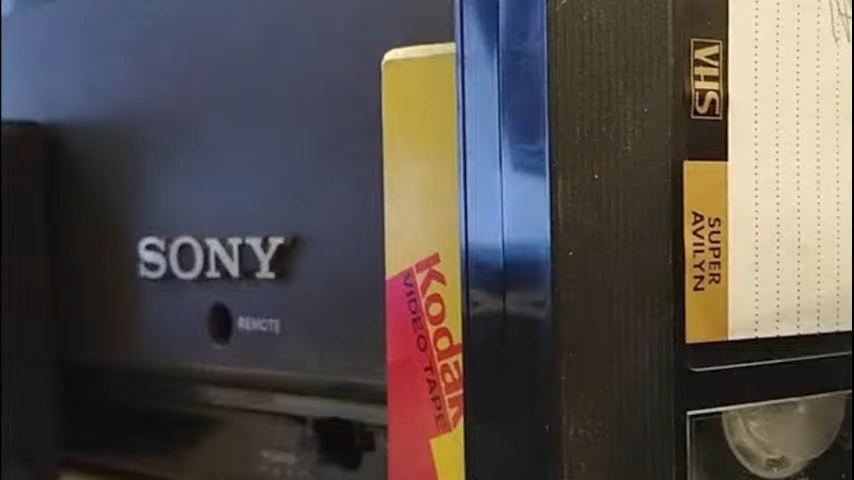 SONY
REMOTE
Kodak
VIDEO TAPE
VHS
SUPER
AVILYN